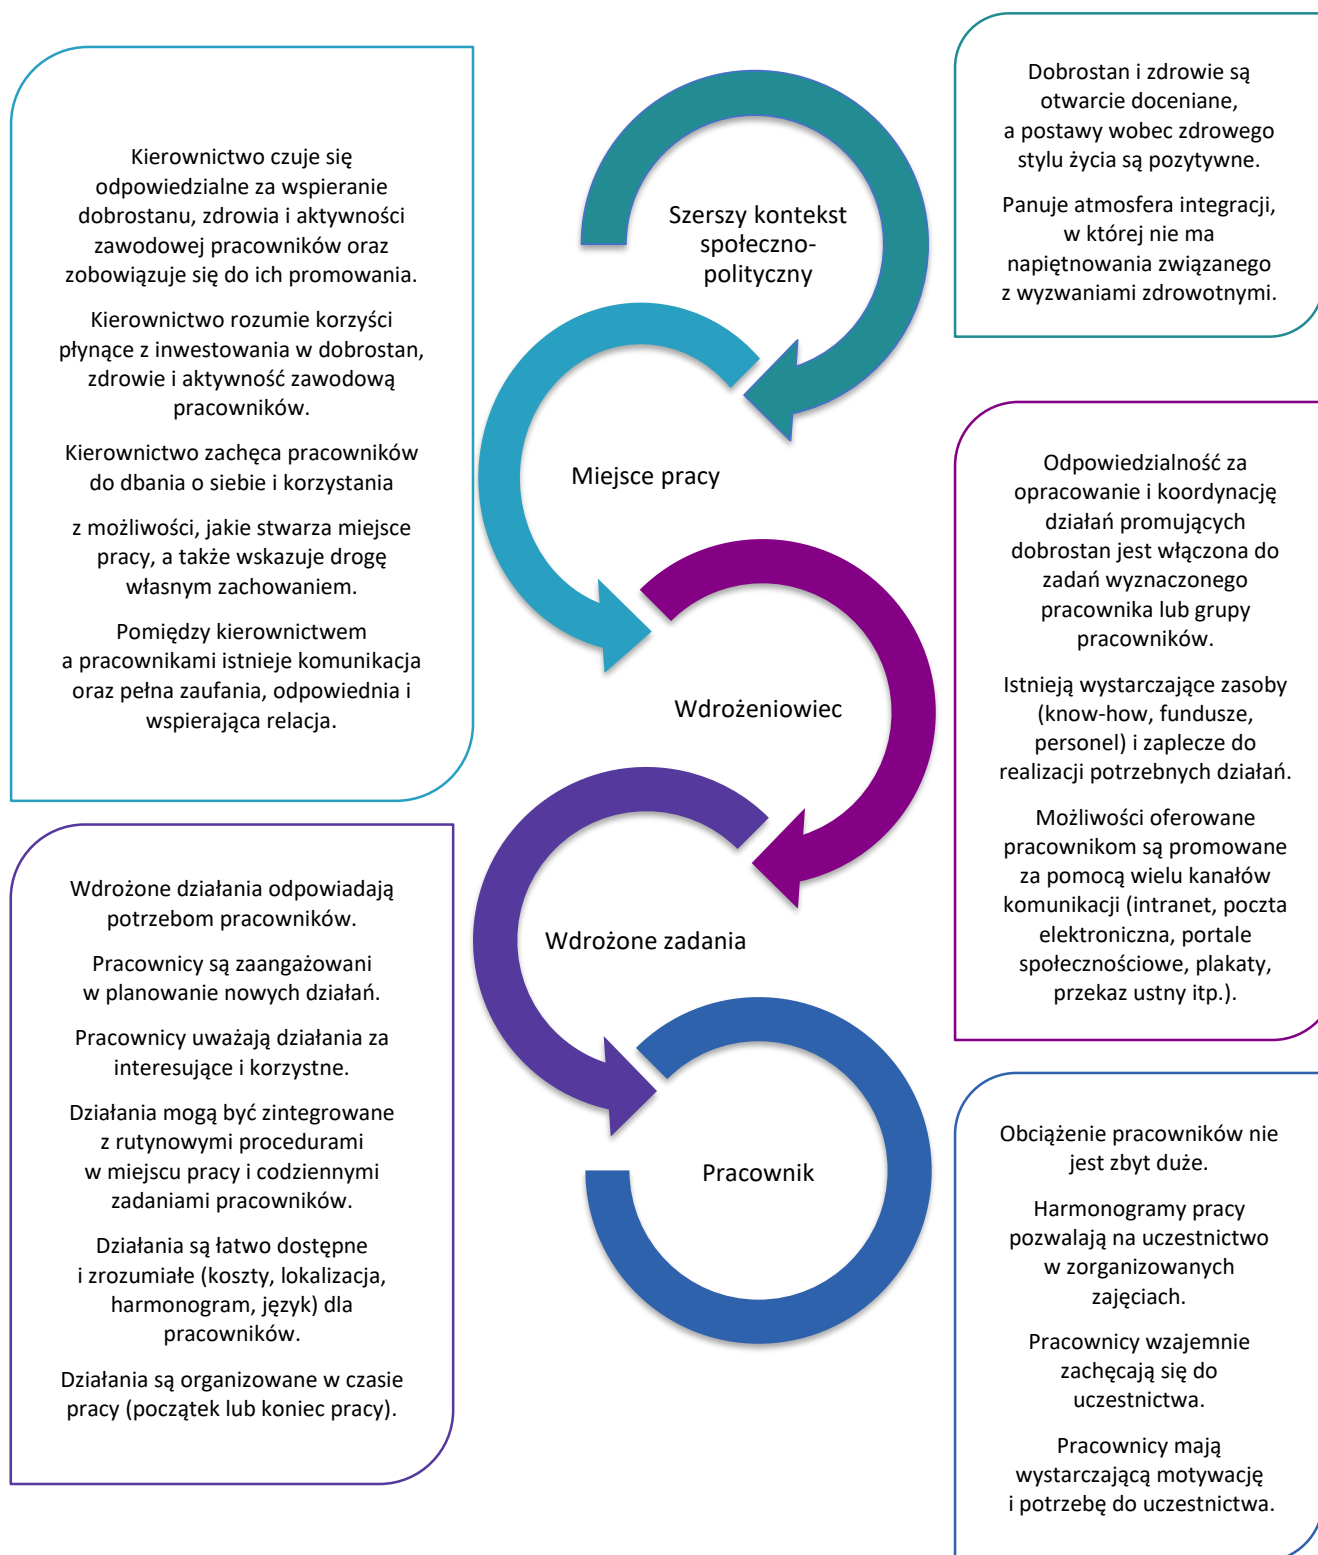 Dobrostan i zdrowie są
otwarcie doceniane,
a postawy wobec zdrowego
stylu życia są pozytywne.
Panuje atmosfera integracji,
w której nie ma
napiętnowania związanego
z wyzwaniami zdrowotnymi.
Szerszy kontekst
społeczno-
polityczny
Kierownictwo czuje się
odpowiedzialne za wspieranie
dobrostanu, zdrowia i aktywności
zawodowej pracowników oraz
zobowiązuje się do ich promowania.
Kierownictwo rozumie korzyści
płynące z inwestowania w dobrostan,
zdrowie i aktywność zawodową
pracowników.
Kierownictwo zachęca pracowników
do dbania o siebie i korzystania
z możliwości, jakie stwarza miejsce
pracy, a także wskazuje drogę
własnym zachowaniem.
Pomiędzy kierownictwem
a pracownikami istnieje komunikacja
oraz pełna zaufania, odpowiednia i
wspierająca relacja.
Miejsce pracy
Odpowiedzialność za
opracowanie i koordynację
działań promujących
dobrostan jest włączona do
zadań wyznaczonego
pracownika lub grupy
pracowników.
Istnieją wystarczające zasoby
(know-how, fundusze,
personel) i zaplecze do
realizacji potrzebnych działań.
Możliwości oferowane
pracownikom są promowane
za pomocą wielu kanałów
komunikacji (intranet, poczta
elektroniczna, portale
społecznościowe, plakaty,
przekaz ustny itp.).
Wdrożeniowiec
Wdrożone działania odpowiadają
potrzebom pracowników.
Pracownicy są zaangażowani
w planowanie nowych działań.
Pracownicy uważają działania za
interesujące i korzystne.
Działania mogą być zintegrowane
z rutynowymi procedurami
w miejscu pracy i codziennymi
zadaniami pracowników.
Działania są łatwo dostępne
i zrozumiałe (koszty, lokalizacja,
harmonogram, język) dla
pracowników.
Działania są organizowane w czasie
pracy (początek lub koniec pracy).
Wdrożone zadania
Pracownik
Obciążenie pracowników nie
jest zbyt duże.
Harmonogramy pracy
pozwalają na uczestnictwo
w zorganizowanych
zajęciach.
Pracownicy wzajemnie
zachęcają się do
uczestnictwa.
Pracownicy mają
wystarczającą motywację
i potrzebę do uczestnictwa.